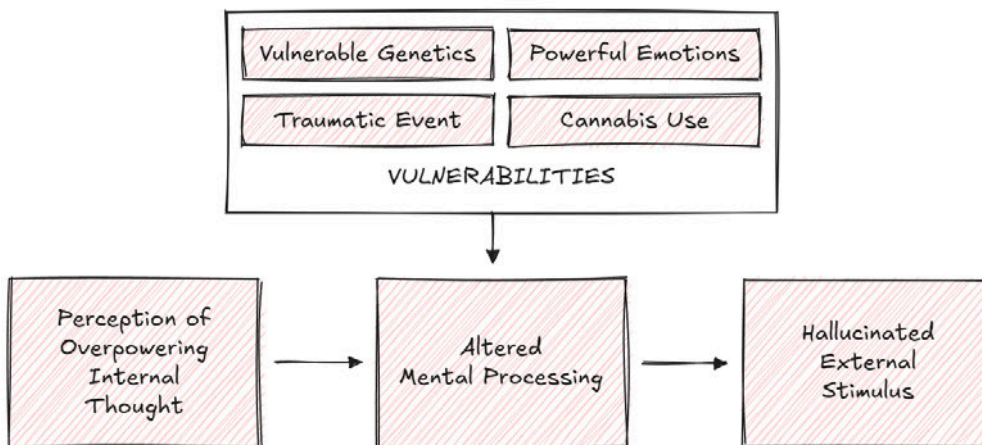 Vulnerable Genetics
Powerful Emotions
Traumatic Event
Cannabis Use
VULNERABILITIES
Perception of
Overpowering
Internal
Thought
Altered
Mental Processing
Hallucinated
External
Stimulus